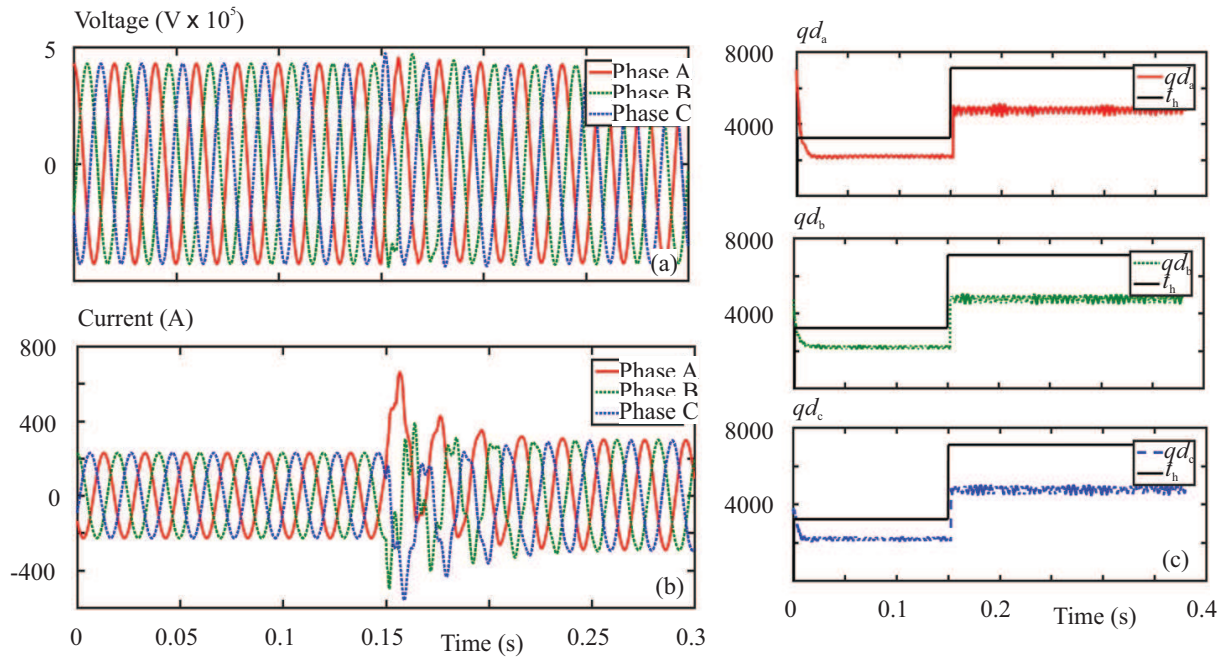 Voltage (V x 10⁵)
5
0
Phase A
Phase B
Phase C
(a)
Current (A)
800
400
0
-400
Phase A
Phase B
Phase C
(b)
0 0.05 0.1 0.15 Time (s) 0.25 0.3
qdₐ
8000
4000
qdₐ
tₕ
qd_b
8000
4000
qd_b
tₕ
qd_c
8000
4000
qd_c
tₕ
(c)
0 0.1 0.2 Time (s) 0.4